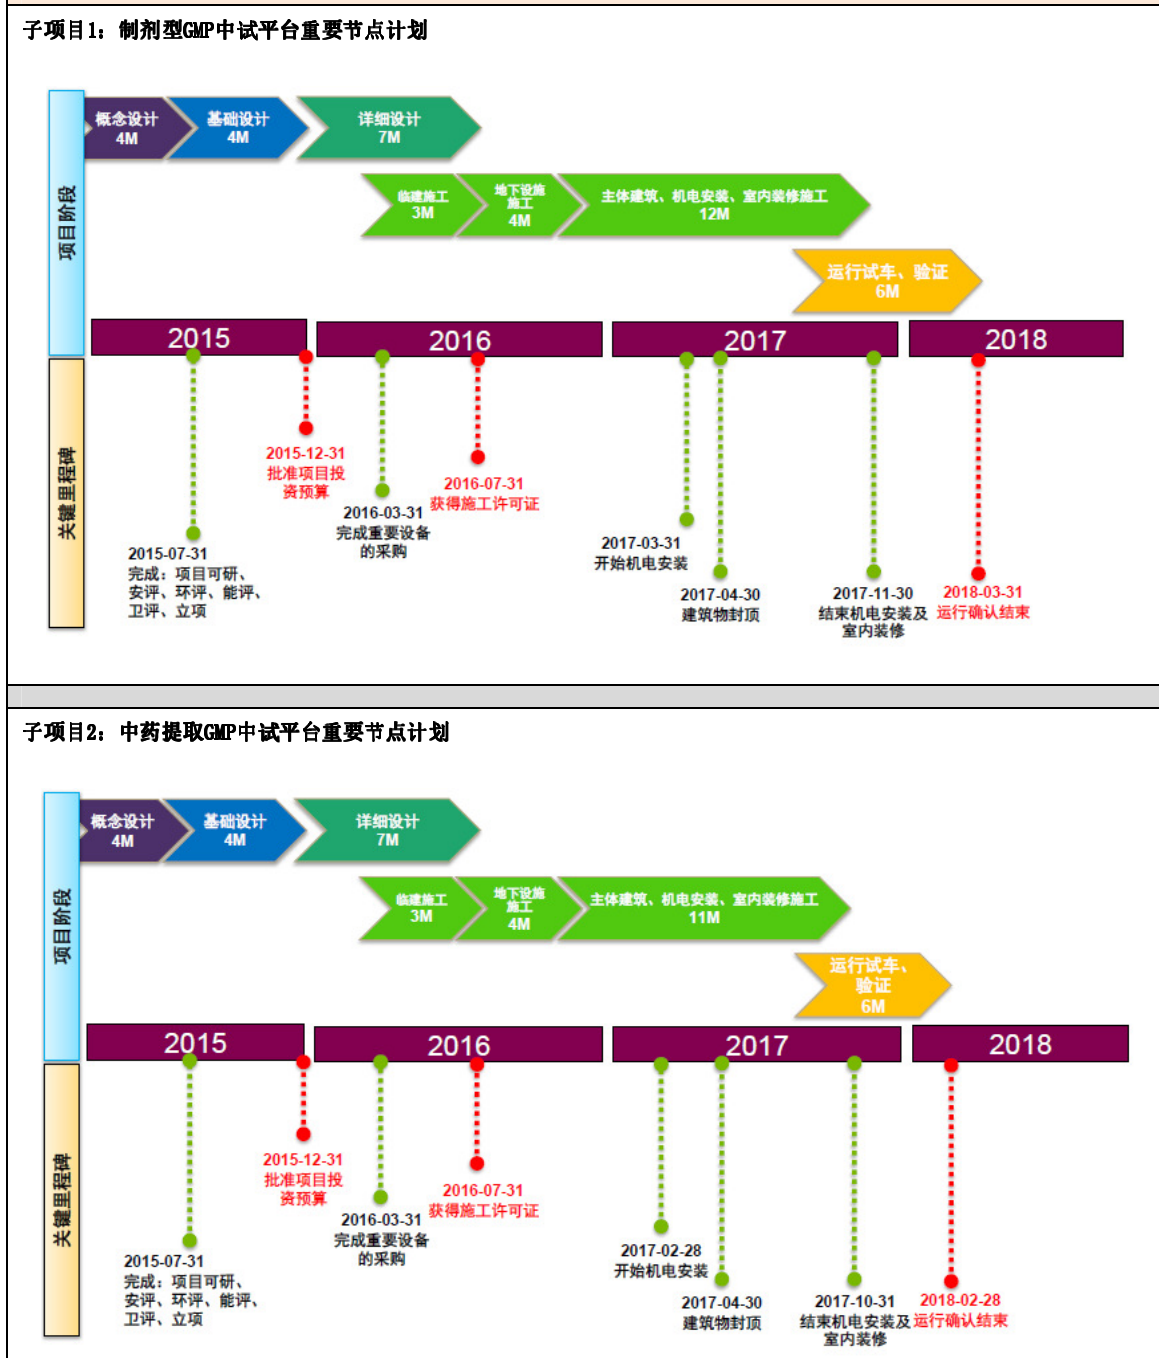 子项目1：制剂型GMP中试平台重要节点计划
项目阶段
概念设计
4M
基础设计
4M
详细设计
7M
临建施工
3M
地下设施
施工
4M
主体建筑、机电安装、室内装修施工
12M
运行试车、验证
6M
2015
2016
2017
2018
关键里程碑
2015-07-31
完成：项目可研、
安评、环评、能评、
卫评、立项
2015-12-31
批准项目投
资预算
2016-03-31
完成重要设备
的采购
2016-07-31
获得施工许可证
2017-03-31
开始机电安装
2017-04-30
建筑物封顶
2017-11-30
结束机电安装及
室内装修
2018-03-31
运行确认结束
子项目2：中药提取GMP中试平台重要节点计划
项目阶段
概念设计
4M
基础设计
4M
详细设计
7M
临建施工
3M
地下设施
施工
4M
主体建筑、机电安装、室内装修施工
11M
运行试车、
验证
6M
2015
2016
2017
2018
关键里程碑
2015-07-31
完成：项目可研、
安评、环评、能评、
卫评、立项
2015-12-31
批准项目投
资预算
2016-03-31
完成重要设备
的采购
2016-07-31
获得施工许可证
2017-02-28
开始机电安装
2017-04-30
建筑物封顶
2017-10-31
结束机电安装及
室内装修
2018-02-28
运行确认结束